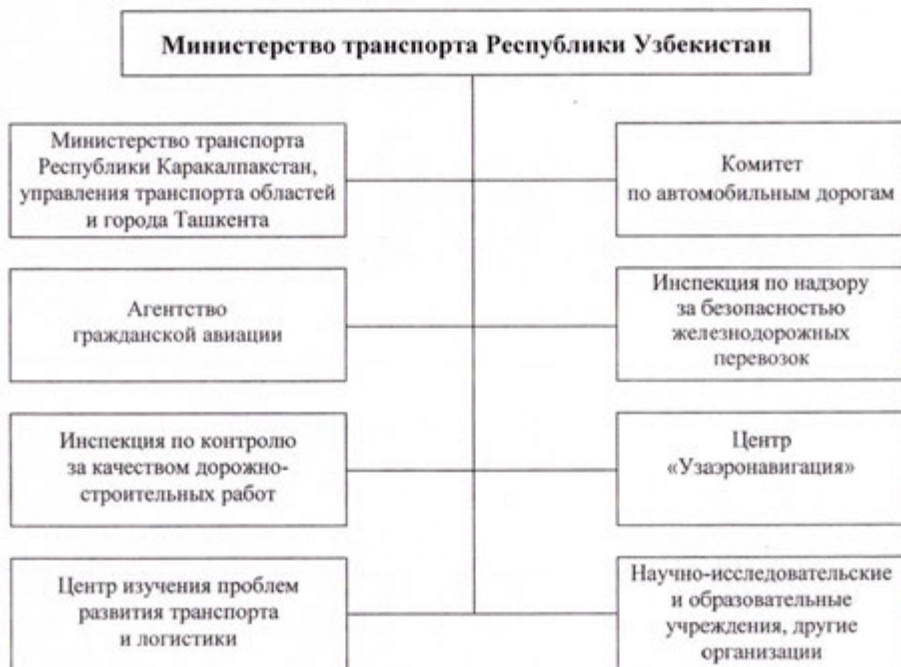 Министерство транспорта Республики Узбекистан
Министерство транспорта
Республики Каракалпакстан,
управления транспорта областей
и города Ташкента
Комитет
по автомобильным дорогам
Агентство
гражданской авиации
Инспекция по надзору
за безопасностью
железнодорожных
перевозок
Инспекция по контролю
за качеством дорожно-
строительных работ
Центр
«Узаэронавигация»
Центр изучения проблем
развития транспорта
и логистики
Научно-исследовательские
и образовательные
учреждения, другие
организации